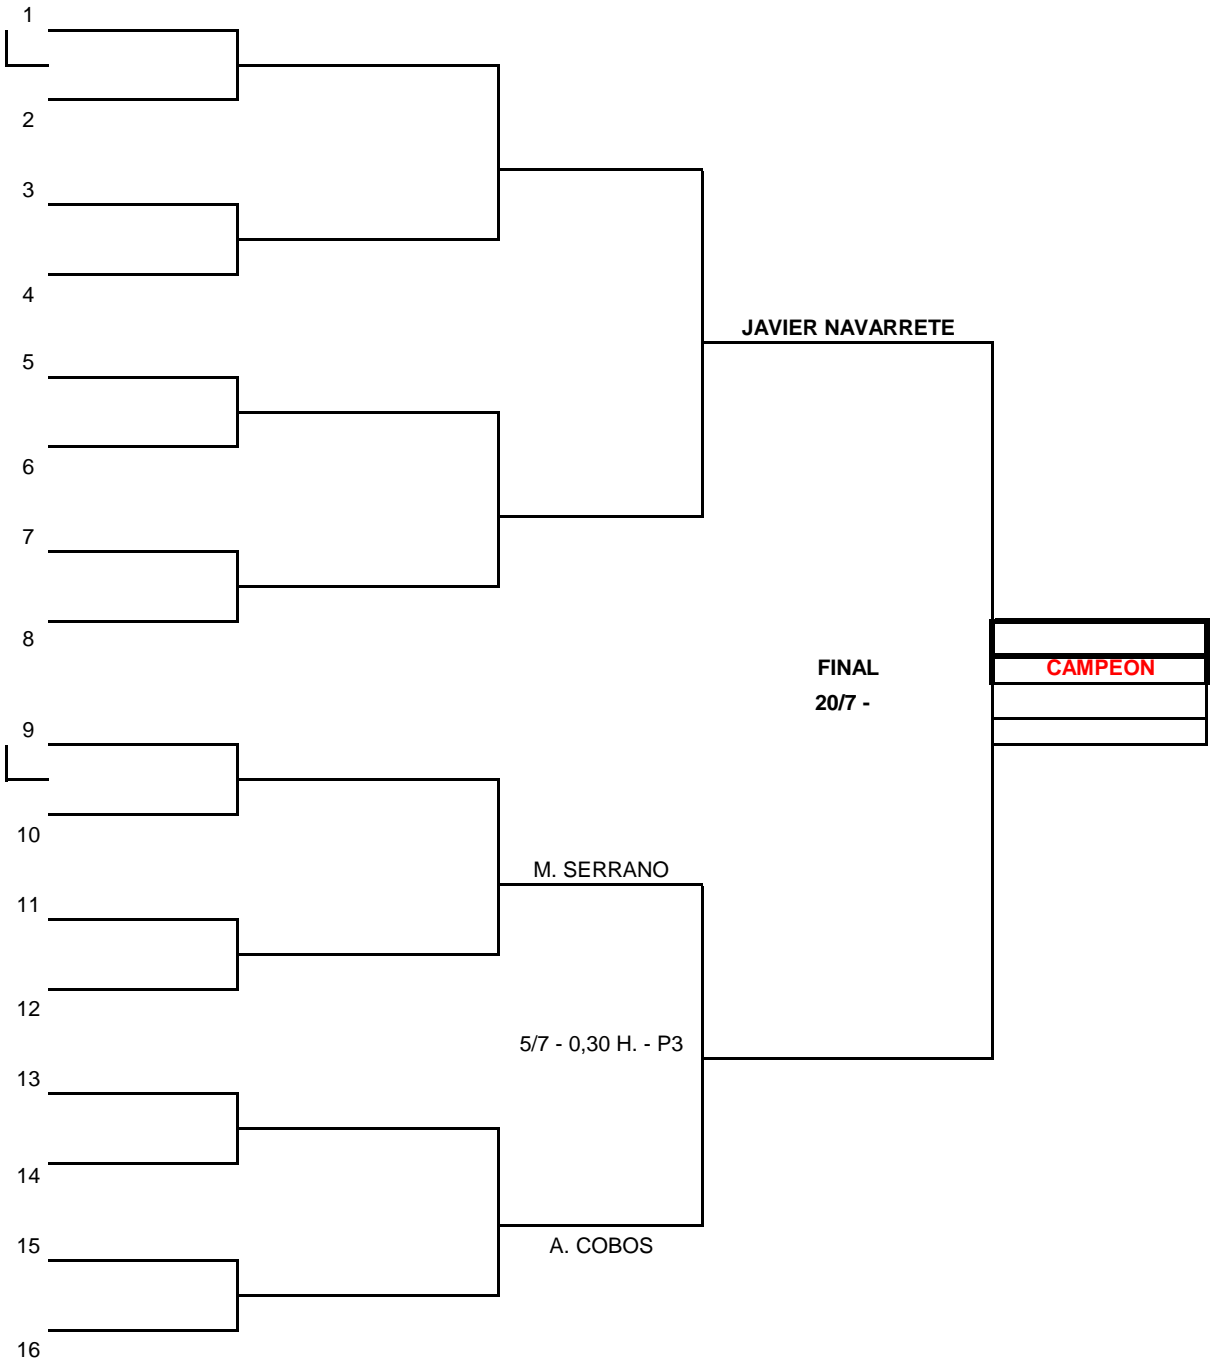 1
2
3
4
JAVIER NAVARRETE
5
6
7
8
FINAL
CAMPEON
20/7 -
9
10
M. SERRANO
11
12
5/7 - 0,30 H. - P3
13
14
15
A. COBOS
16